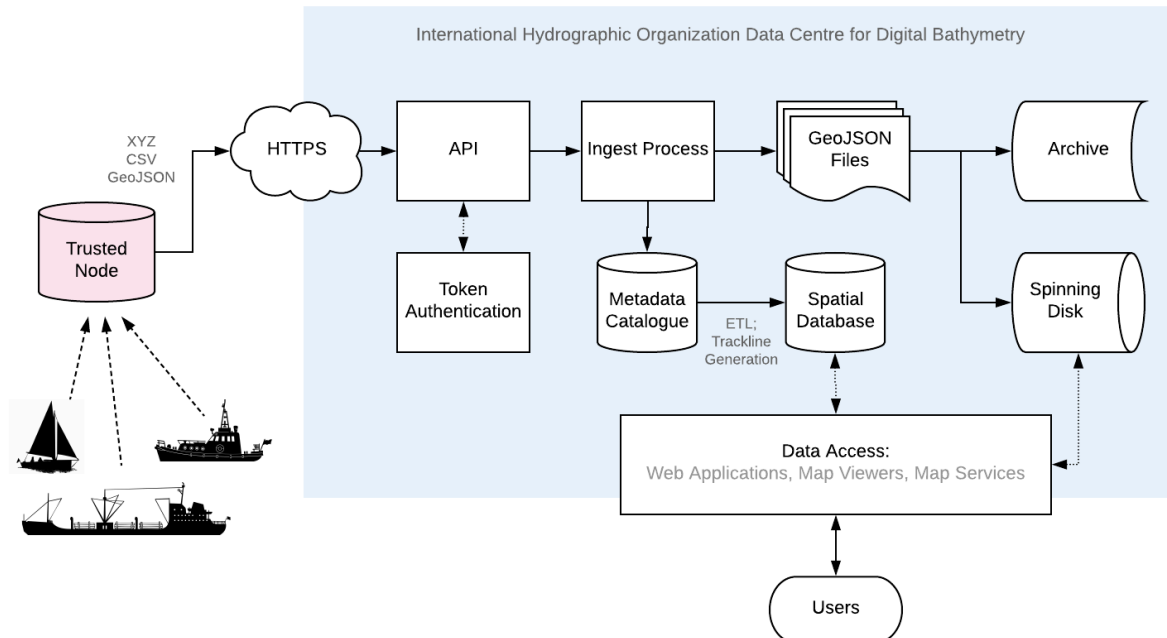 International Hydrographic Organization Data Centre for Digital Bathymetry
XYZ
CSV
GeoJSON
HTTPS
API
Ingest Process
GeoJSON
Files
Archive
Trusted
Node
Token
Authentication
Metadata
Catalogue
ETL;
Trackline
Generation
Spatial
Database
Spinning
Disk
Data Access:
Web Applications, Map Viewers, Map Services
Users